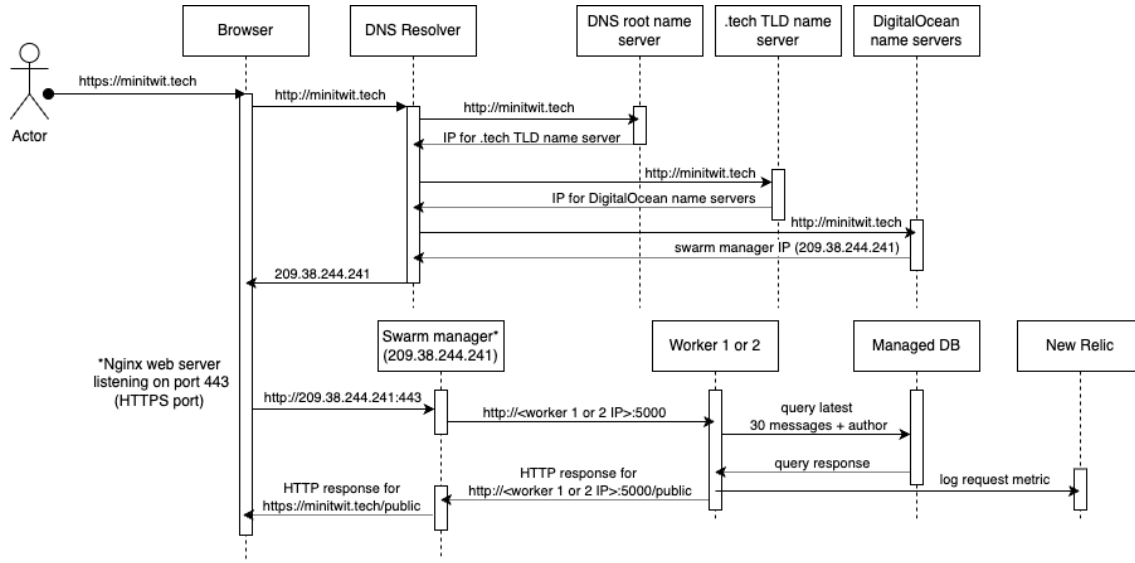 Browser
DNS Resolver
DNS root name
server
.tech TLD name
server
DigitalOcean
name servers
Actor
https://minitwit.tech
http://minitwit.tech
http://minitwit.tech
IP for .tech TLD name server
http://minitwit.tech
IP for DigitalOcean name servers
http://minitwit.tech
swarm manager IP (209.38.244.241)
209.38.244.241
Swarm manager*
(209.38.244.241)
Worker 1 or 2
Managed DB
New Relic
*Nginx web server
listening on port 443
(HTTPS port)
http://209.38.244.241:443
http://<worker 1 or 2 IP>:5000
query latest
30 messages + author
query response
HTTP response for
http://<worker 1 or 2 IP>:5000/public
log request metric
HTTP response for
https://minitwit.tech/public